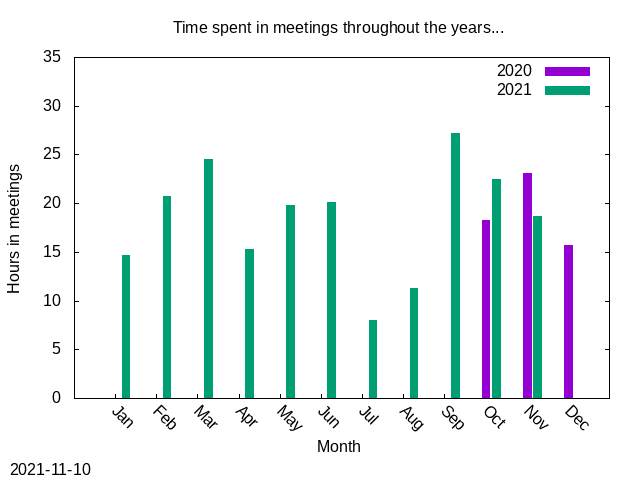 Time spent in meetings throughout the years...
2020
2021
35
30
25
20
15
10
5
0
Hours in meetings
Jan
Feb
Mar
Apr
May
Jun
Jul
Aug
Sep
Oct
Nov
Dec
Month
2021-11-10